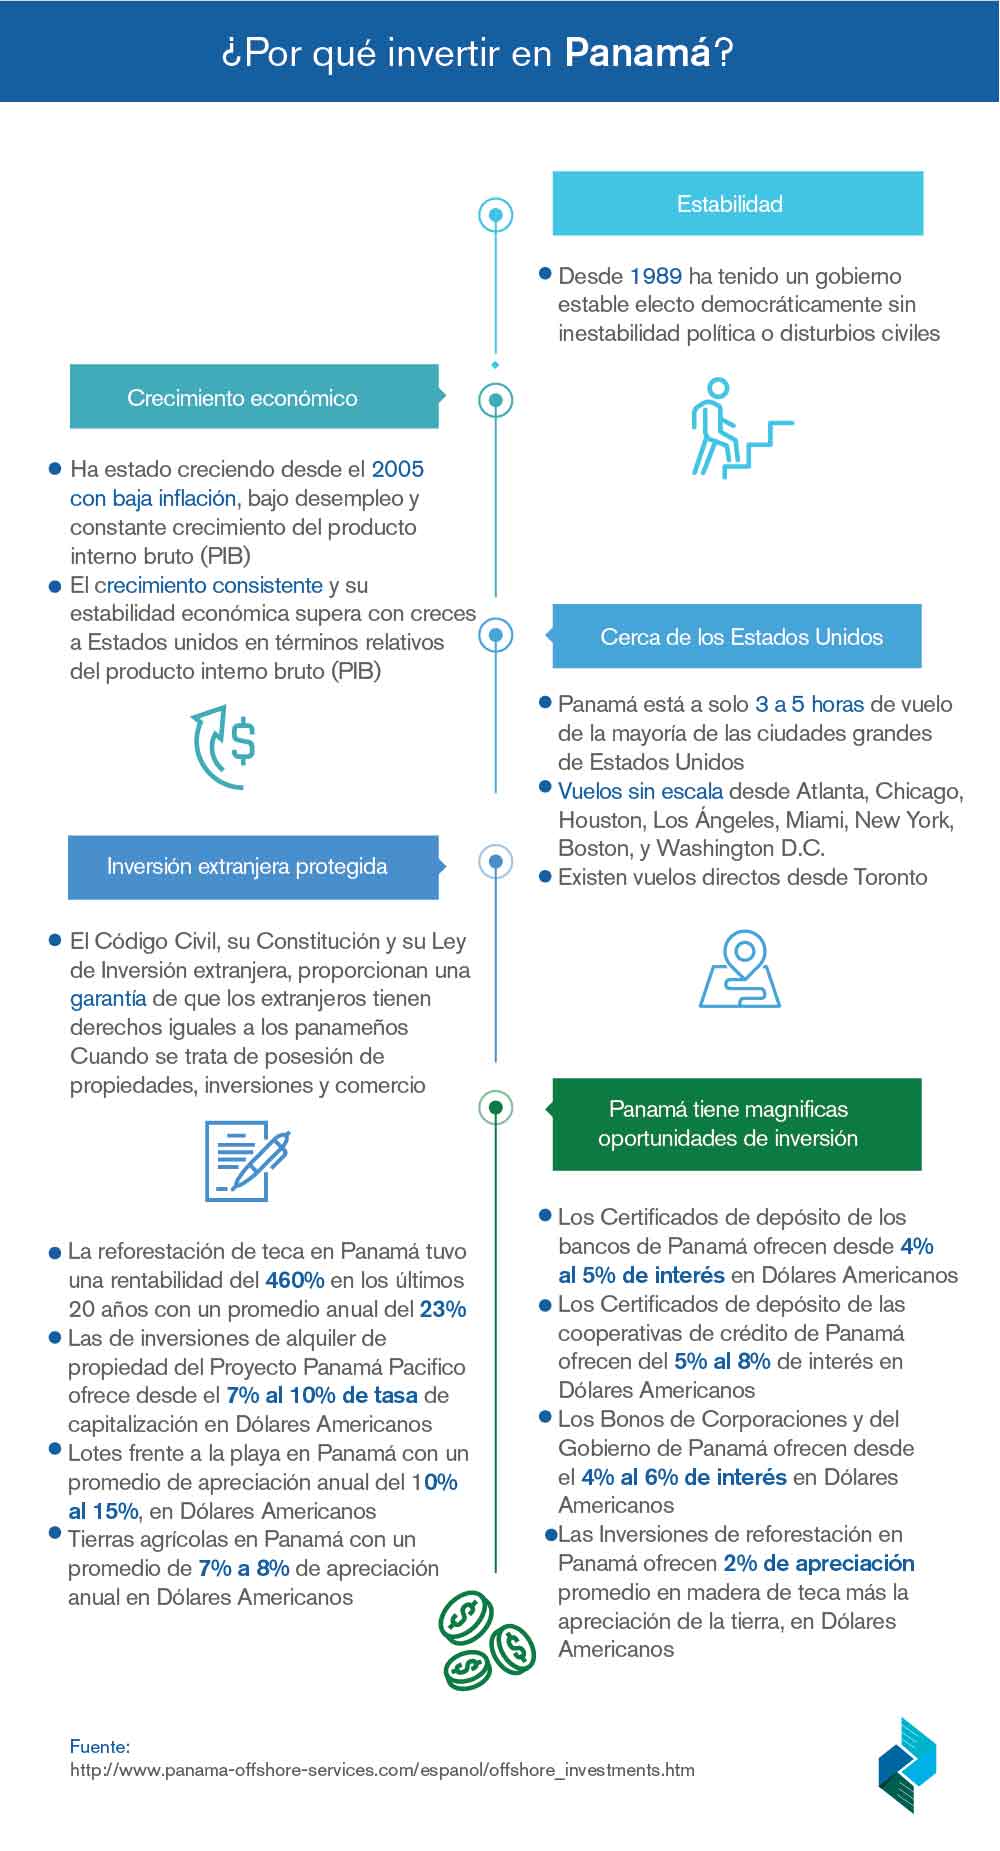 ¿Por qué invertir en Panamá?
Estabilidad
Desde 1989 ha tenido un gobierno
estable electo democráticamente sin
inestabilidad política o disturbios civiles
Crecimiento económico
Ha estado creciendo desde el 2005
con baja inflación, bajo desempleo y
constante crecimiento del producto
interno bruto (PIB)
El crecimiento consistente y su
estabilidad económica supera con creces
a Estados unidos en términos relativos
del producto interno bruto (PIB)
Cerca de los Estados Unidos
Panamá está a solo 3 a 5 horas de vuelo
de la mayoría de las ciudades grandes
de Estados Unidos
Vuelos sin escala desde Atlanta, Chicago,
Houston, Los Ángeles, Miami, New York,
Boston, y Washington D.C.
Existen vuelos directos desde Toronto
Inversión extranjera protegida
El Código Civil, su Constitución y su Ley
de Inversión extranjera, proporcionan una
garantía de que los extranjeros tienen
derechos iguales a los panameños
Cuando se trata de posesión de
propiedades, inversiones y comercio
Panamá tiene magnificas
oportunidades de inversión
Los Certificados de depósito de los
bancos de Panamá ofrecen desde 4%
al 5% de interés en Dólares Americanos
Los Certificados de depósito de las
cooperativas de crédito de Panamá
ofrecen del 5% al 8% de interés en
Dólares Americanos
Los Bonos de Corporaciones y del
Gobierno de Panamá ofrecen desde
el 4% al 6% de interés en Dólares
Americanos
Las Inversiones de reforestación en
Panamá ofrecen 2% de apreciación
promedio en madera de teca más la
apreciación de la tierra, en Dólares
Americanos
La reforestación de teca en Panamá tuvo
una rentabilidad del 460% en los últimos
20 años con un promedio anual del 23%
Las de inversiones de alquiler de
propiedad del Proyecto Panamá Pacifico
ofrece desde el 7% al 10% de tasa de
capitalización en Dólares Americanos
Lotes frente a la playa en Panamá con un
promedio de apreciación anual del 10%
al 15%, en Dólares Americanos
Tierras agrícolas en Panamá con un
promedio de 7% a 8% de apreciación
anual en Dólares Americanos
Fuente:
http://www.panama-offshore-services.com/espanol/offshore_investments.htm